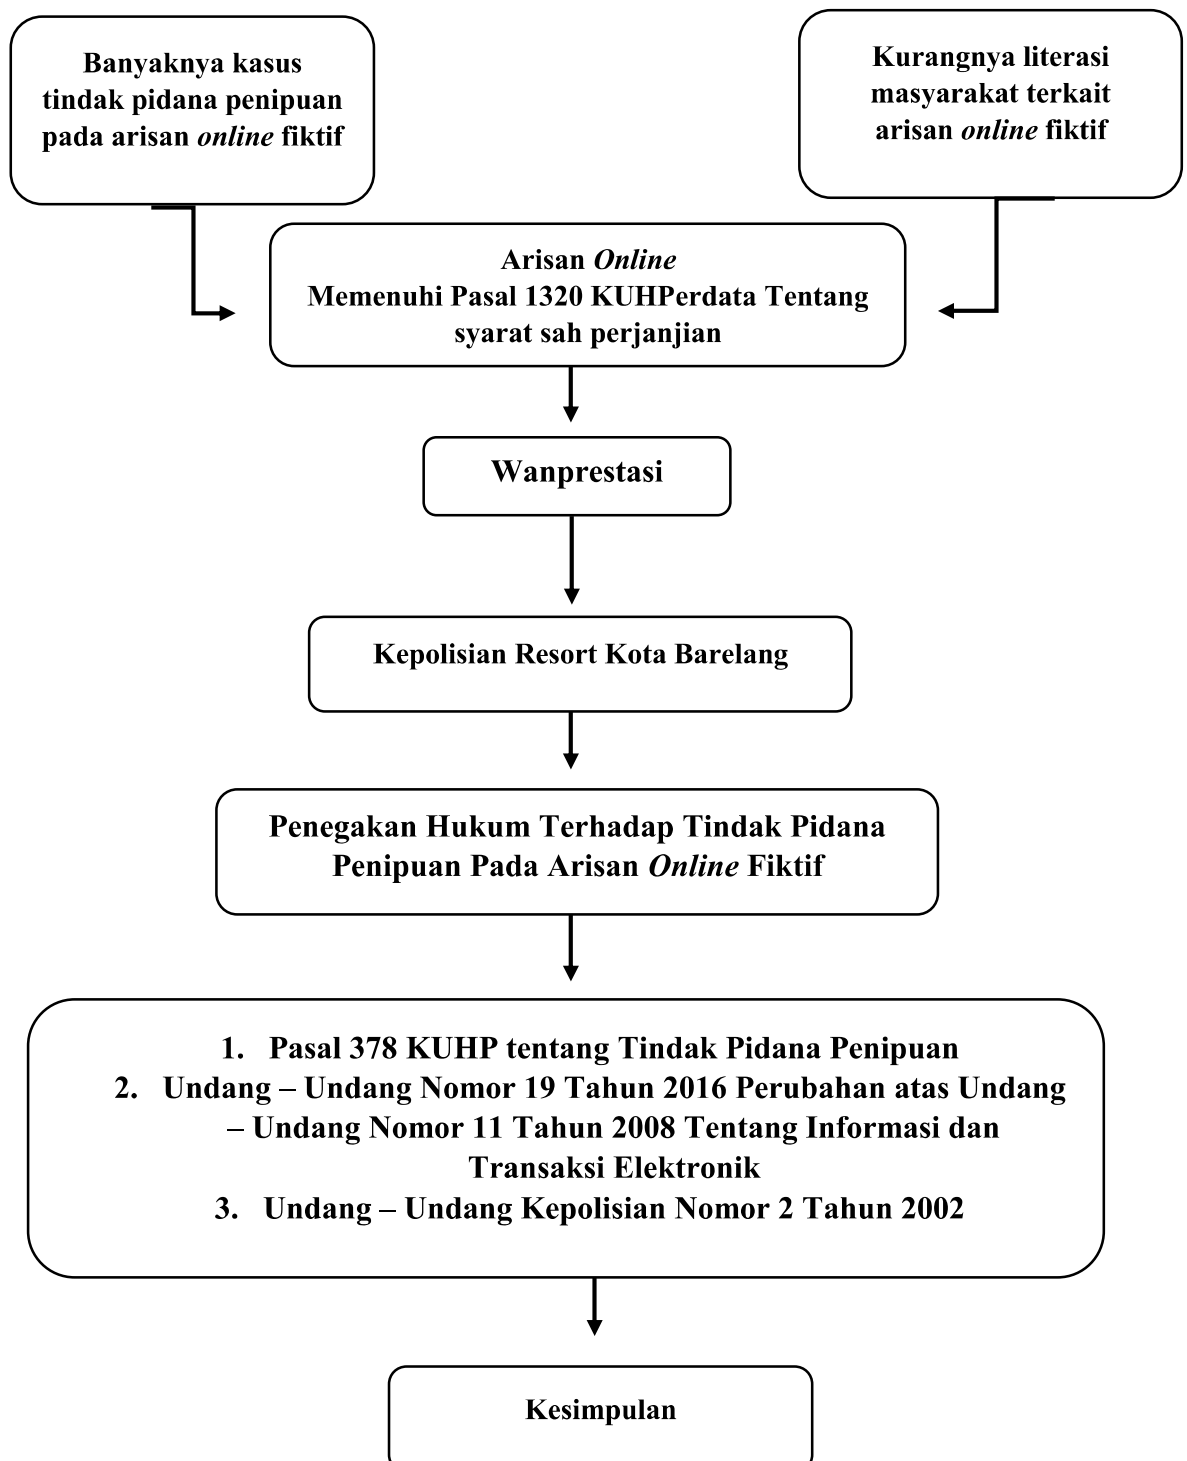 Banyaknya kasus
tindak pidana penipuan
pada arisan online fiktif
Kurangnya literasi
masyarakat terkait
arisan online fiktif
Arisan Online
Memenuhi Pasal 1320 KUHPerdata Tentang
syarat sah perjanjian
Wanprestasi
Kepolisian Resort Kota Barelang
Penegakan Hukum Terhadap Tindak Pidana
Penipuan Pada Arisan Online Fiktif
1. Pasal 378 KUHP tentang Tindak Pidana Penipuan
2. Undang – Undang Nomor 19 Tahun 2016 Perubahan atas Undang
– Undang Nomor 11 Tahun 2008 Tentang Informasi dan
Transaksi Elektronik
3. Undang – Undang Kepolisian Nomor 2 Tahun 2002
Kesimpulan